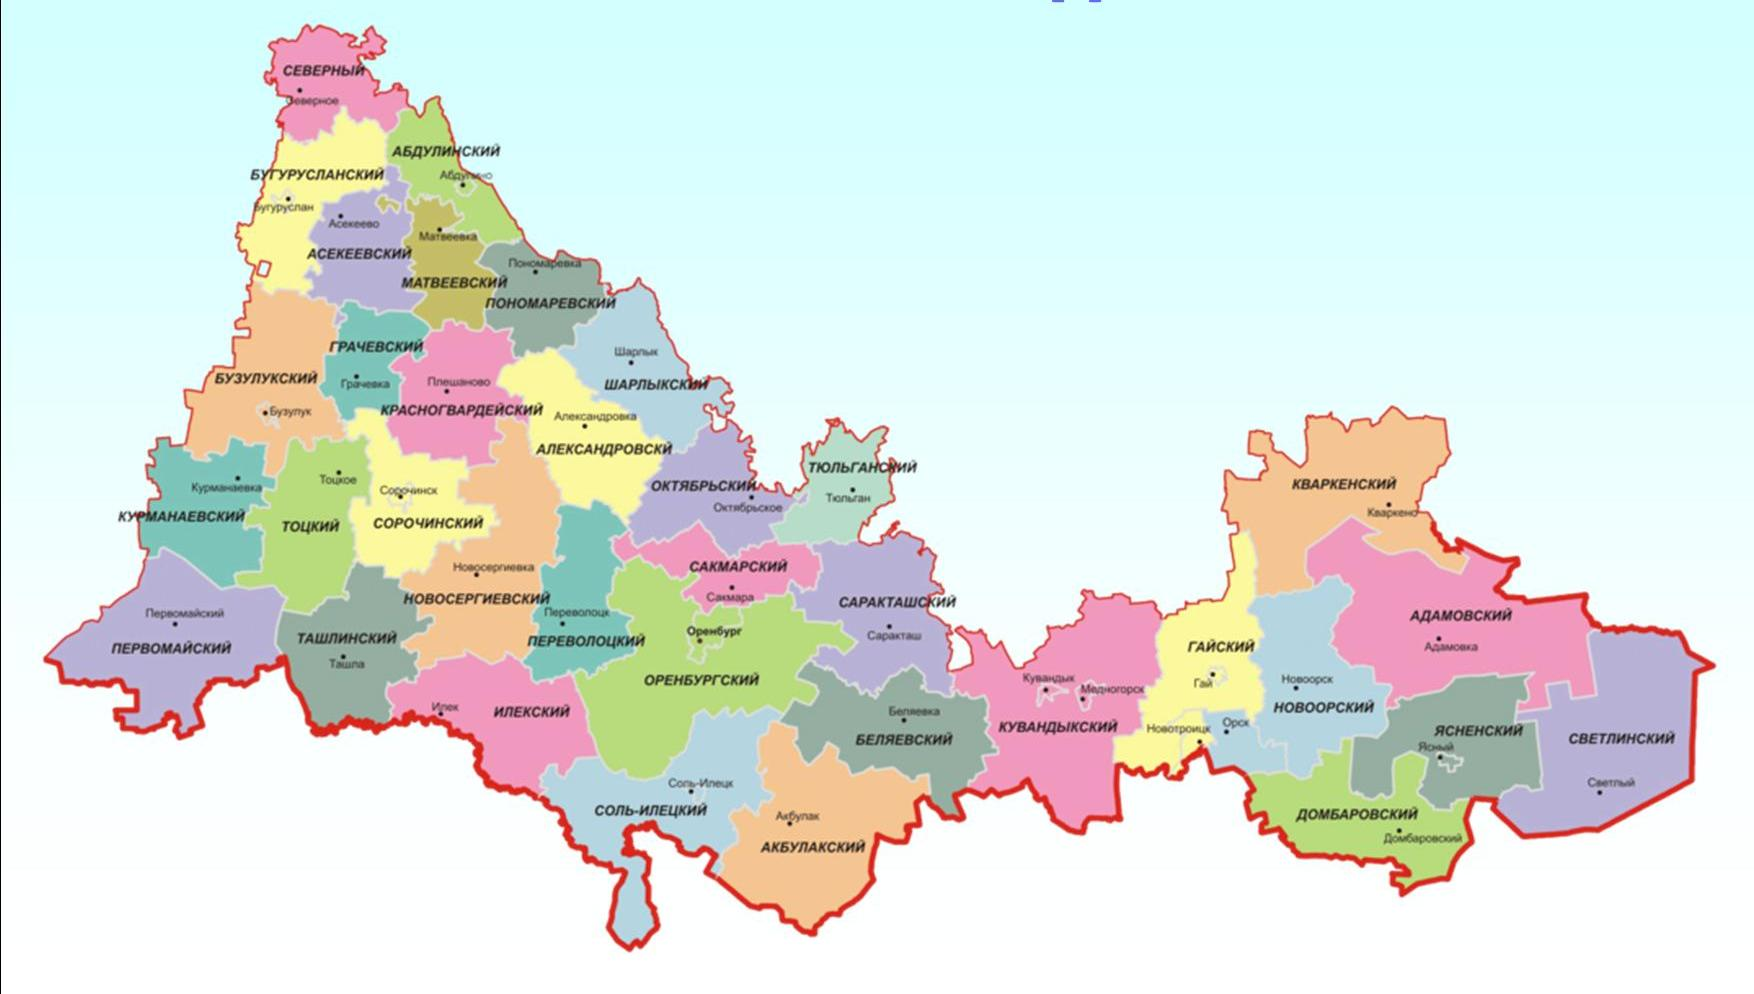 СЕВЕРНЫЙ
Северное
АБДУЛИНСКИЙ
Абдулино
БУГУРУСЛАНСКИЙ
Бугуруслан
Асекеево
АСЕКЕЕВСКИЙ
Матвеевка
МАТВЕЕВСКИЙ
Пономаревка
ПОНОМАРЕВСКИЙ
ГРАЧЕВСКИЙ
Грачевка
Шарлык
ШАРЛЫКСКИЙ
БУЗУЛУКСКИЙ
Бузулук
Плешаново
КРАСНОГВАРДЕЙСКИЙ
Александровка
АЛЕКСАНДРОВСКИ
Курманаевка
КУРМАНАЕВСКИЙ
Тоцкое
ТОЦКИЙ
Сорочинск
СОРОЧИНСКИЙ
ОКТЯБРЬСКИЙ
Октябрьское
ТЮЛЬГАНСКИЙ
Тюльган
КВАРКЕНСКИЙ
Кваркено
Новосергиевка
НОВОСЕРГИЕВСКИЙ
САКМАРСКИЙ
Сакмара
САРАКТАШСКИЙ
Саракташ
Первомайский
ПЕРВОМАЙСКИЙ
ТАШЛИНСКИЙ
Ташла
Переволоцк
ПЕРЕВОЛОЦКИЙ
Оренбург
ОРЕНБУРГСКИЙ
АДАМОВСКИЙ
Адамовка
ГАЙСКИЙ
Гай
Новоорск
НОВООРСКИЙ
Кувандык
Медногорск
КУВАНДЫКСКИЙ
Илек
ИЛЕКСКИЙ
Беляевка
БЕЛЯЕВСКИЙ
Новотроицк
Орск
ЯСНЕНСКИЙ
Ясный
СВЕТЛИНСКИЙ
Светлый
Соль-Илецк
СОЛЬ-ИЛЕЦКИЙ
Акбулак
АКБУЛАКСКИЙ
ДОМБАРОВСКИЙ
Домбаровский